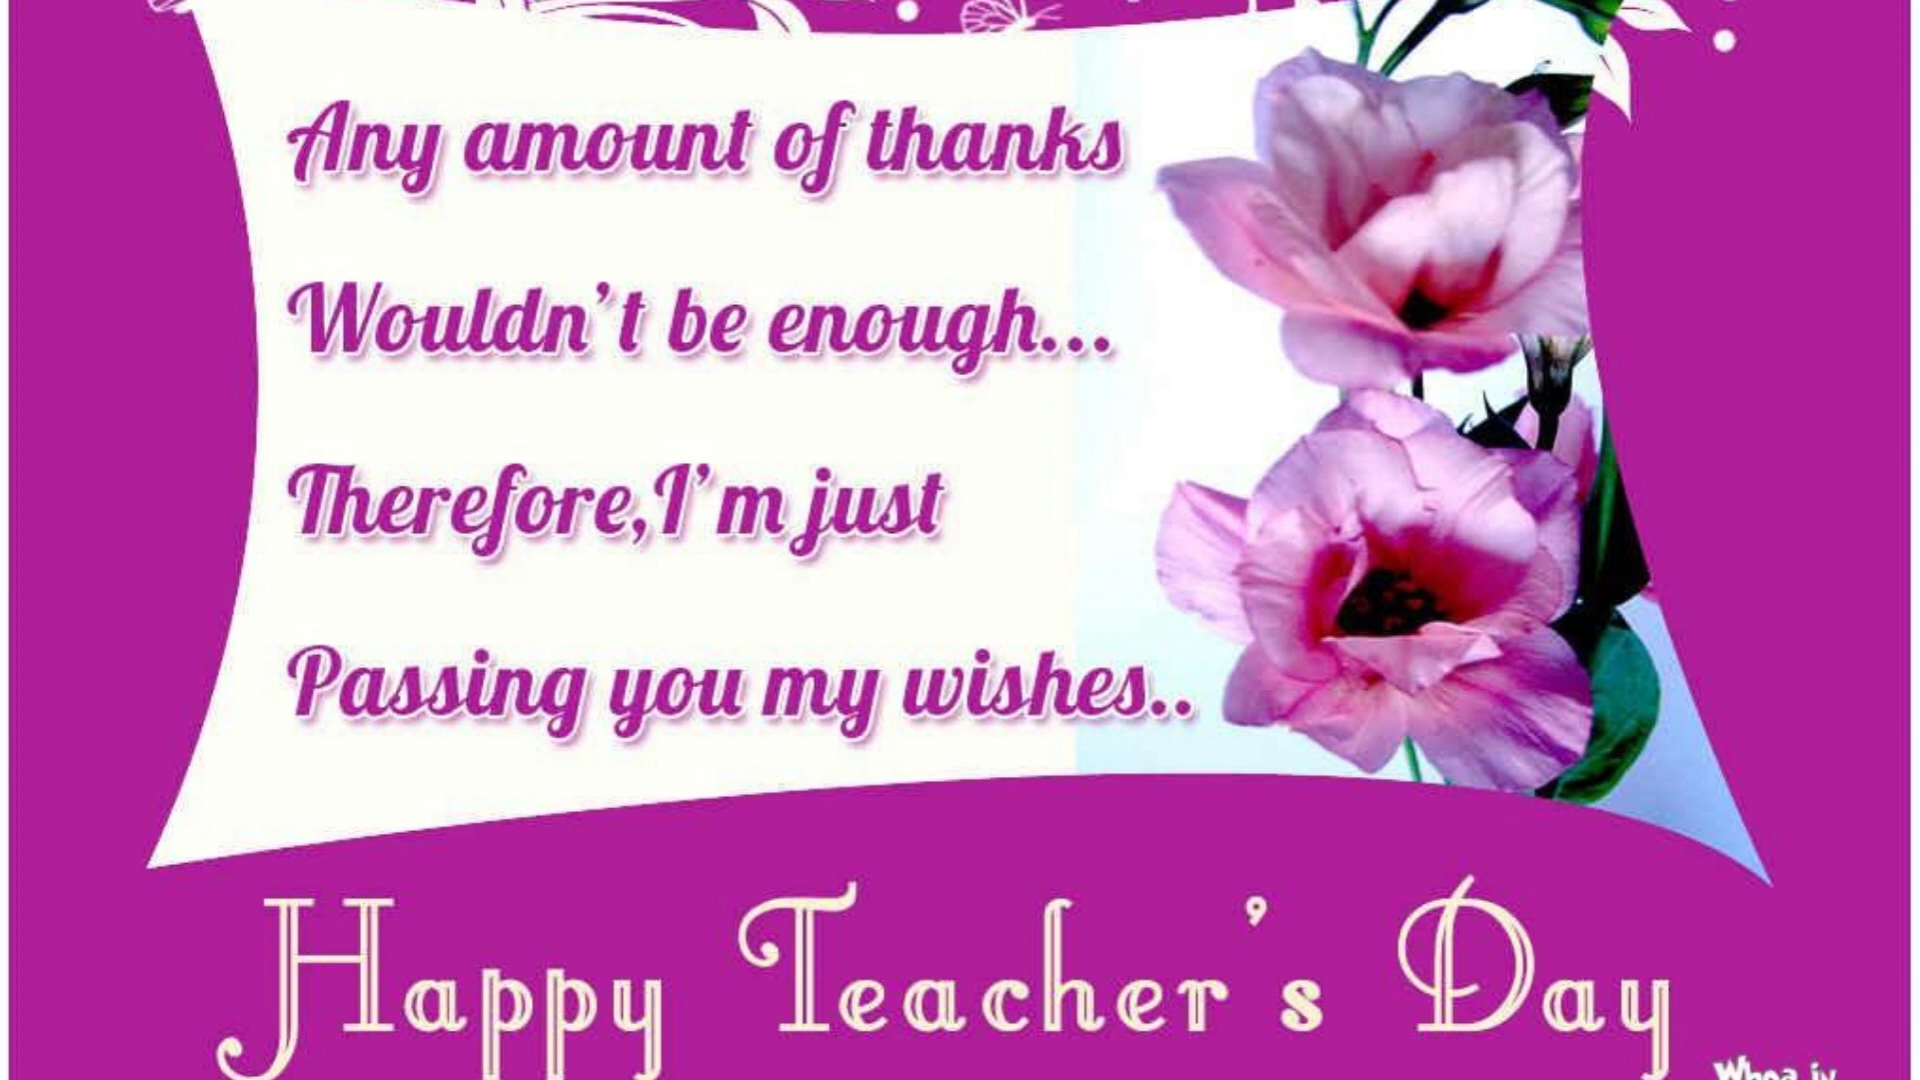 Any amount of thanks
Wouldn't be enough...
Therefore,I'm just
Passing you my wishes..
Happy Teacher's Day